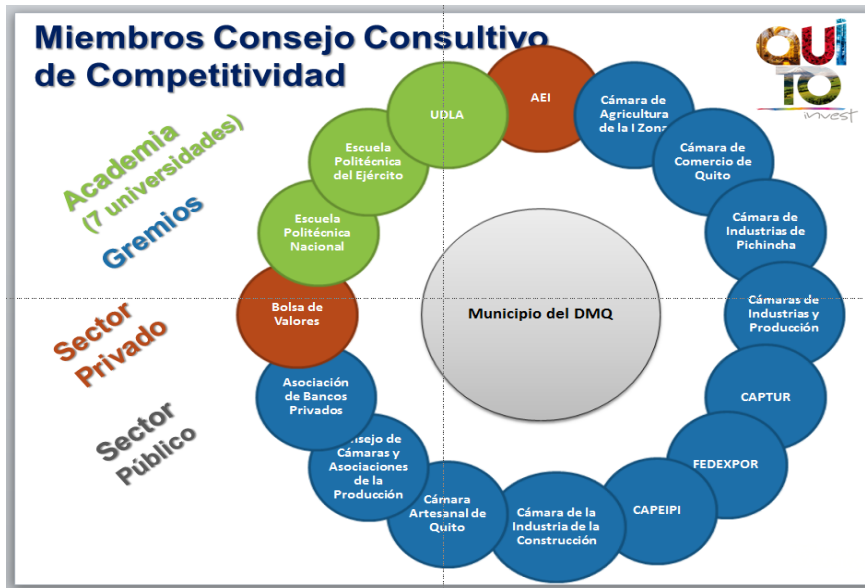 Miembros Consejo Consultivo
de Competitividad
QUI
TO
invest
Academia
(7 universidades)
Gremios
Sector
Privado
Sector
Público
UDLA
AEI
Cámara de
Agricultura
de la I Zona
Cámara de
Comercio de
Quito
Cámara de
Industrias de
Pichincha
Cámaras de
Industrias y
Producción
CAPTUR
FEDEXPOR
CAPEIPI
Cámara de la
Industria de la
Construcción
Cámara
Artesanal de
Quito
onsejo de
Cámaras y
Asociaciones
de la
Producción
Asociación
de Bancos
Privados
Bolsa de
Valores
Escuela
Politécnica
Nacional
Escuela
Politécnica
del Ejército
Municipio del DMQ